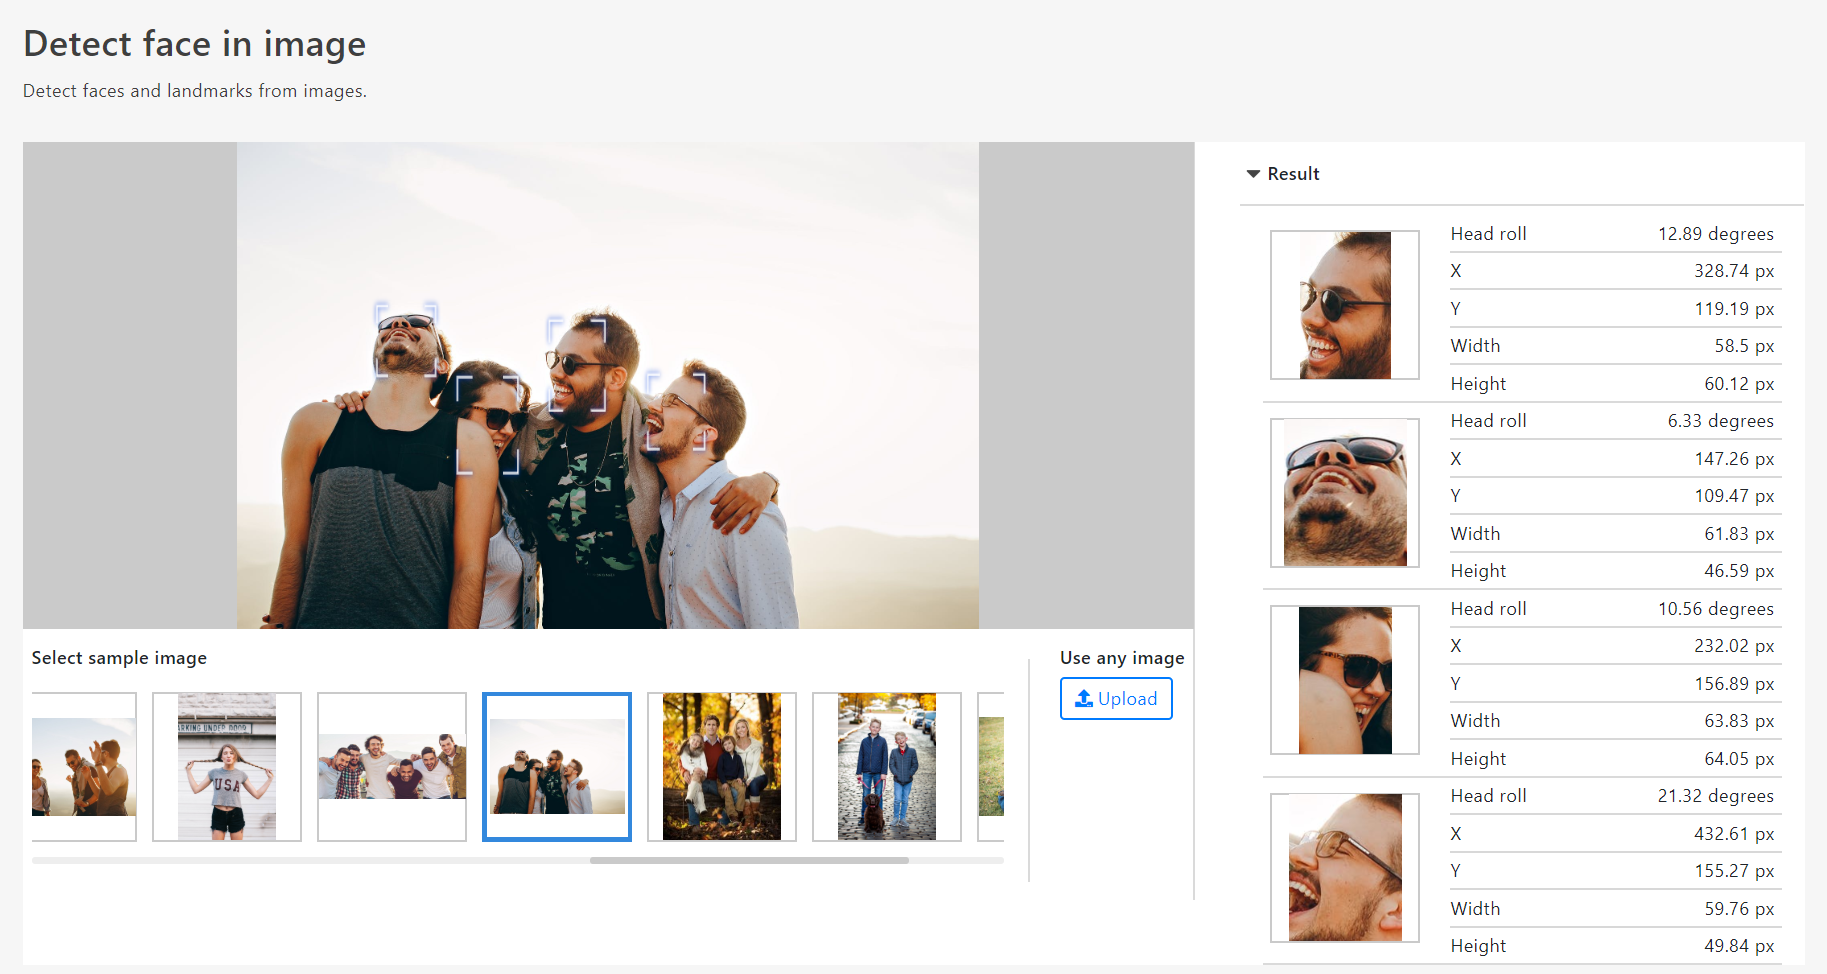 Detect face in image
Detect faces and landmarks from images.
Result
Head roll 12.89 degrees
X 328.74 px
Y 119.19 px
Width 58.5 px
Height 60.12 px
Head roll 6.33 degrees
X 147.26 px
Y 109.47 px
Width 61.83 px
Height 46.59 px
Head roll 10.56 degrees
X 232.02 px
Y 156.89 px
Width 63.83 px
Height 64.05 px
Head roll 21.32 degrees
X 432.61 px
Y 155.27 px
Width 59.76 px
Height 49.84 px
Select sample image
Use any image
Upload
ARKING UNDER DOOR
USA